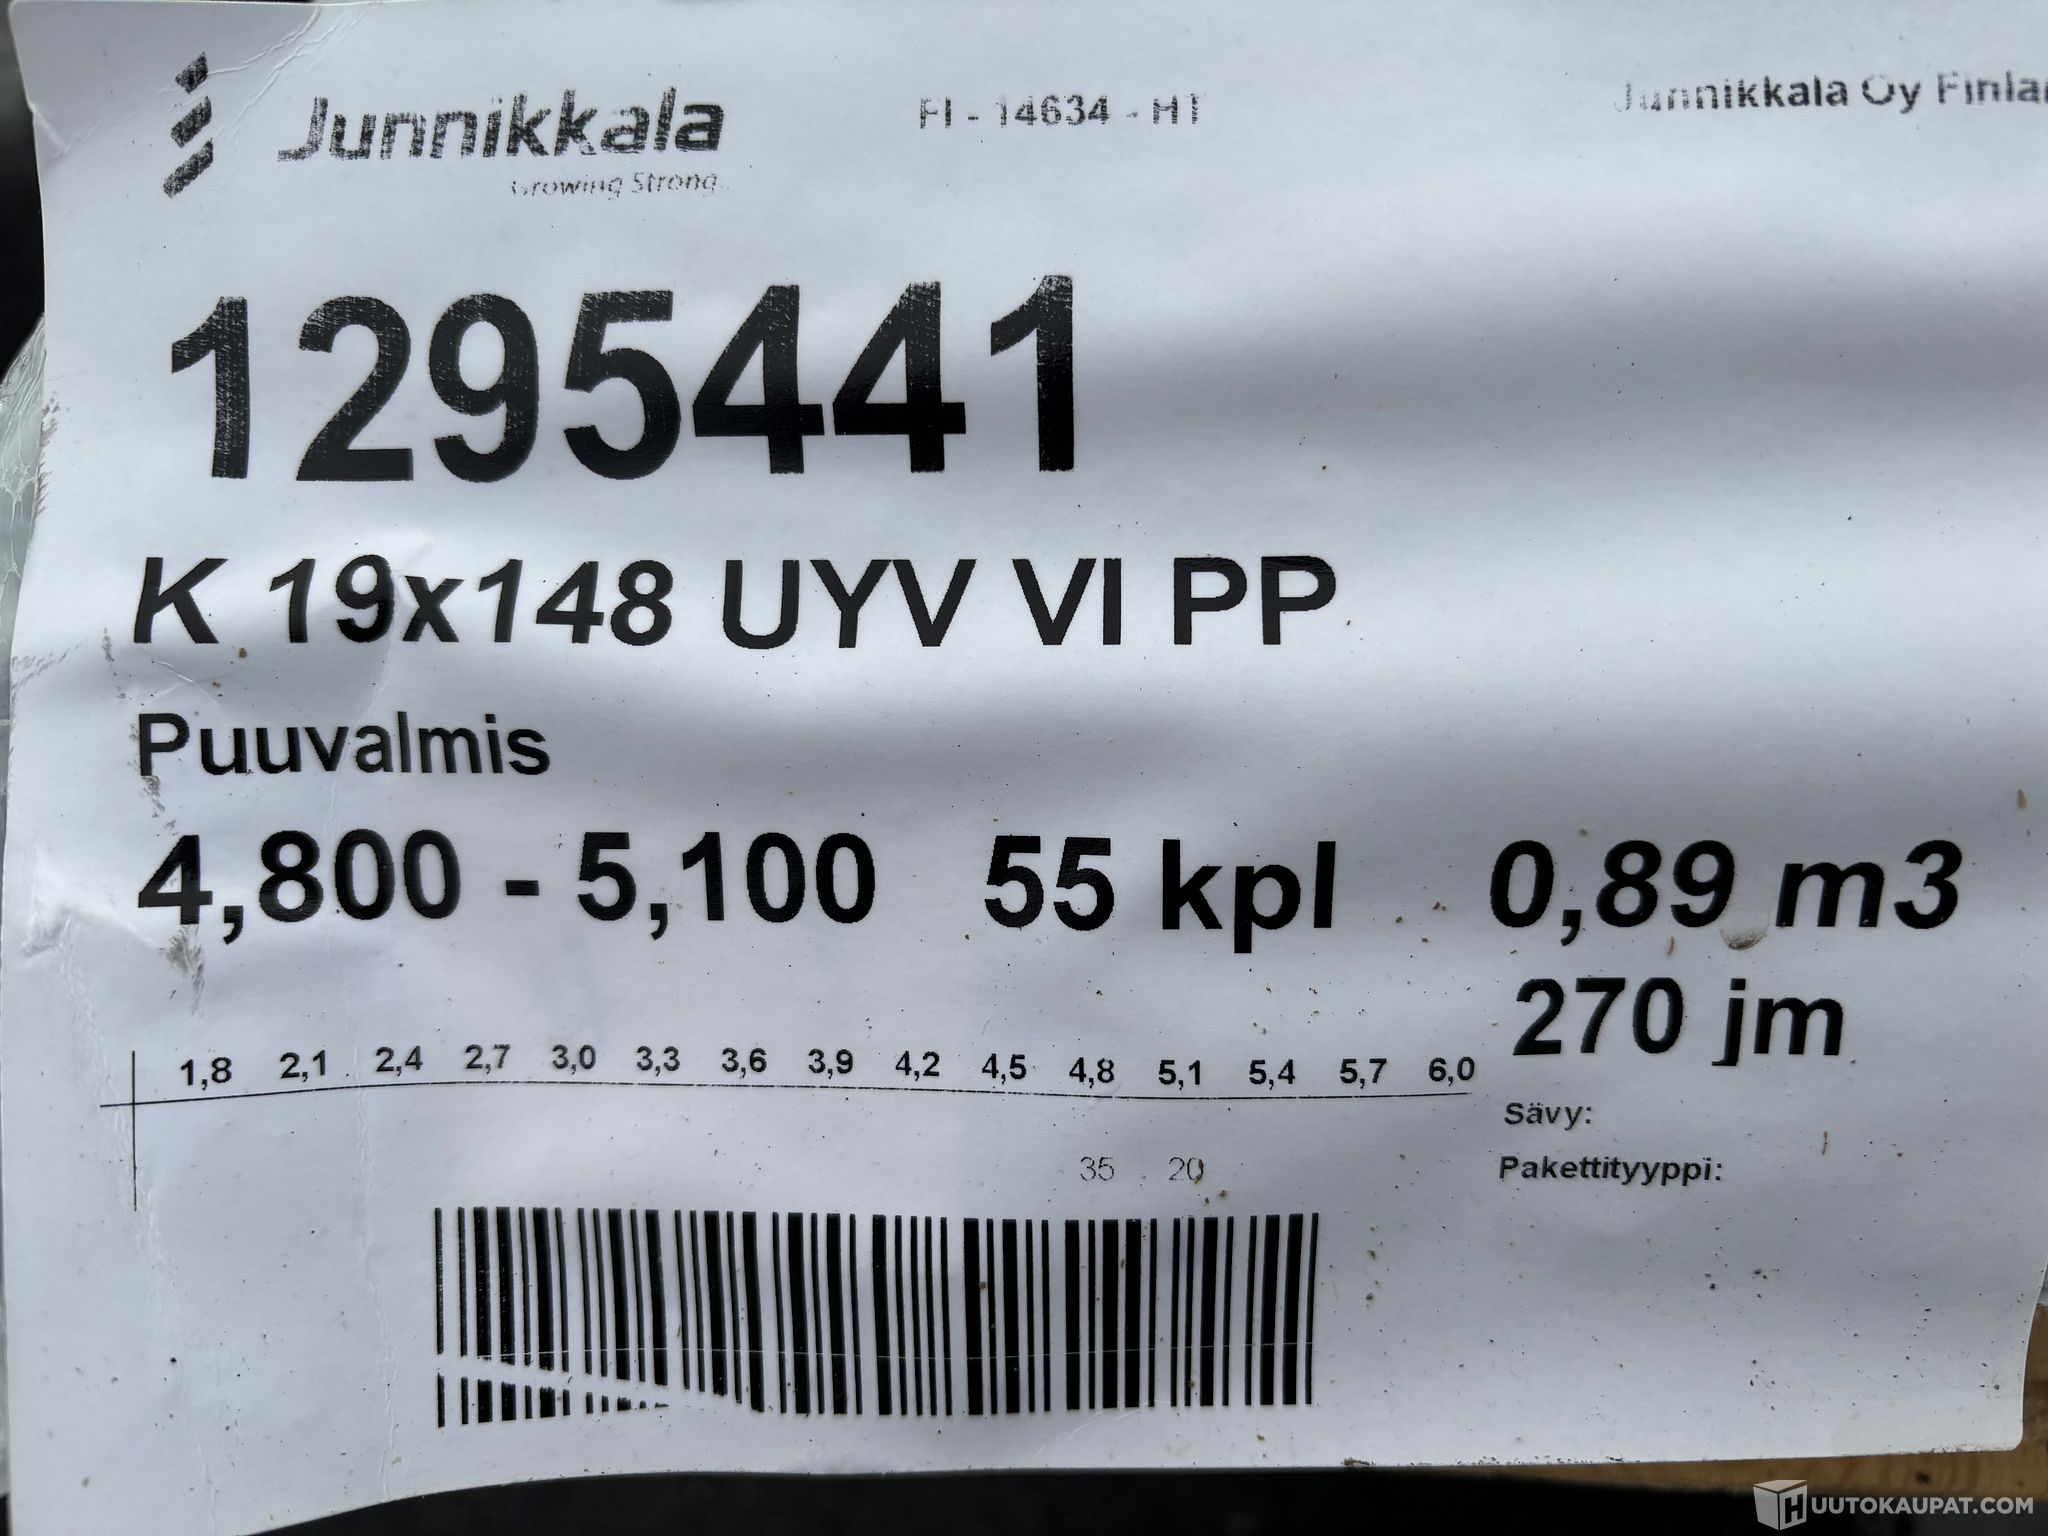 Junnikkala
Growing Strong.
FI - 14634 - HT
Junnikkala Oy
1295441
K 19x148 UYV VI PP
Puuvalmis
4,800 - 5,100 55 kpl 0,89 m3
270 jm
1,8 2,1 2,4 2,7 3,0 3,3 3,6 3,9 4,2 4,5 4,8 5,1 5,4 5,7 6,0
Sävy:
35 20
Pakettityyppi:
HUUTOKAUPAT.COM